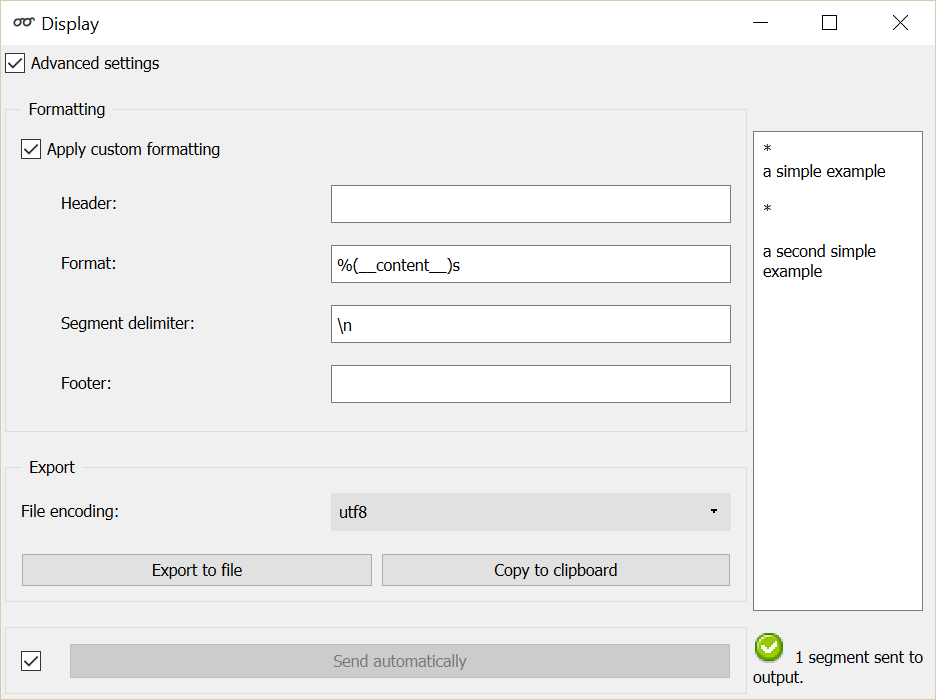 Display
Advanced settings
Formatting
Apply custom formatting
Header:
Format:
%(__content__)s
Segment delimiter:
\n
Footer:
Export
File encoding:
utf8
Export to file
Copy to clipboard
Send automatically
*
a simple example
*
a second simple
example
1 segment sent to
output.